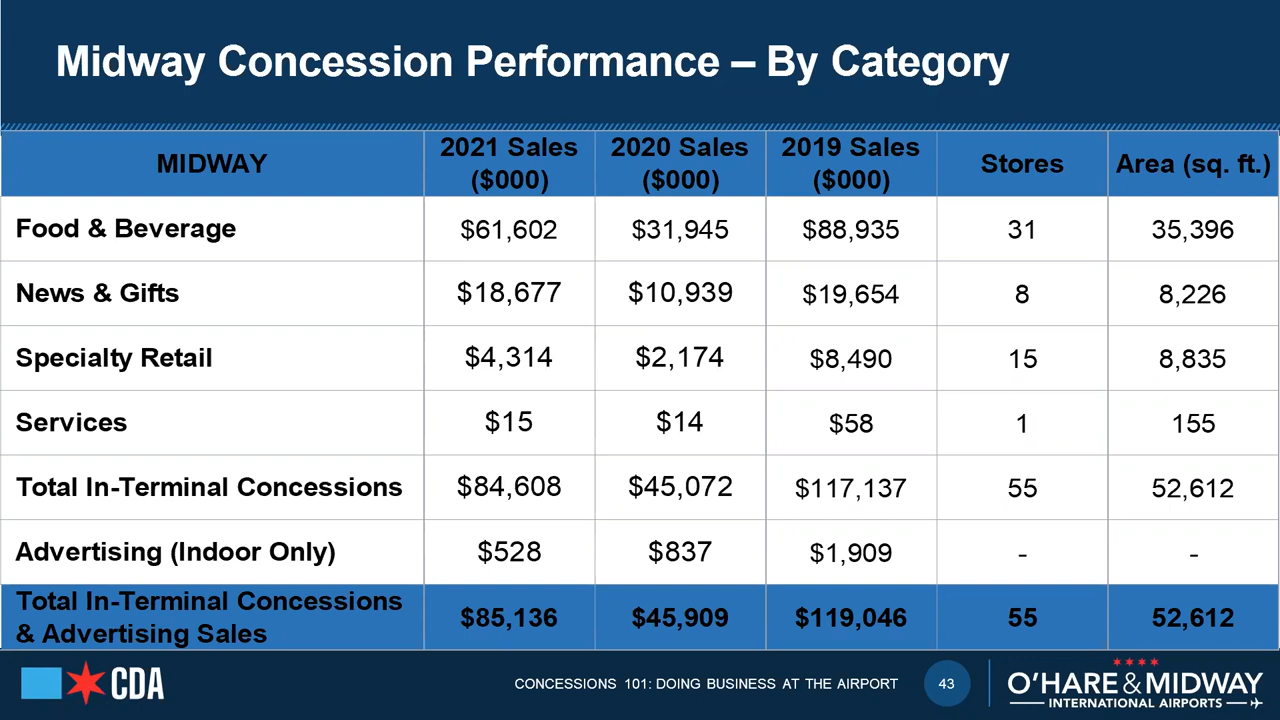 Midway Concession Performance – By Category
MIDWAY 2021 Sales ($000) 2020 Sales ($000) 2019 Sales ($000) Stores Area (sq. ft.)
Food & Beverage $61,602 $31,945 $88,935 31 35,396
News & Gifts $18,677 $10,939 $19,654 8 8,226
Specialty Retail $4,314 $2,174 $8,490 15 8,835
Services $15 $14 $58 1 155
Total In-Terminal Concessions $84,608 $45,072 $117,137 55 52,612
Advertising (Indoor Only) $528 $837 $1,909 - -
Total In-Terminal Concessions & Advertising Sales $85,136 $45,909 $119,046 55 52,612
CDA
CONCESSIONS 101: DOING BUSINESS AT THE AIRPORT 43
O'HARE & MIDWAY
INTERNATIONAL AIRPORTS